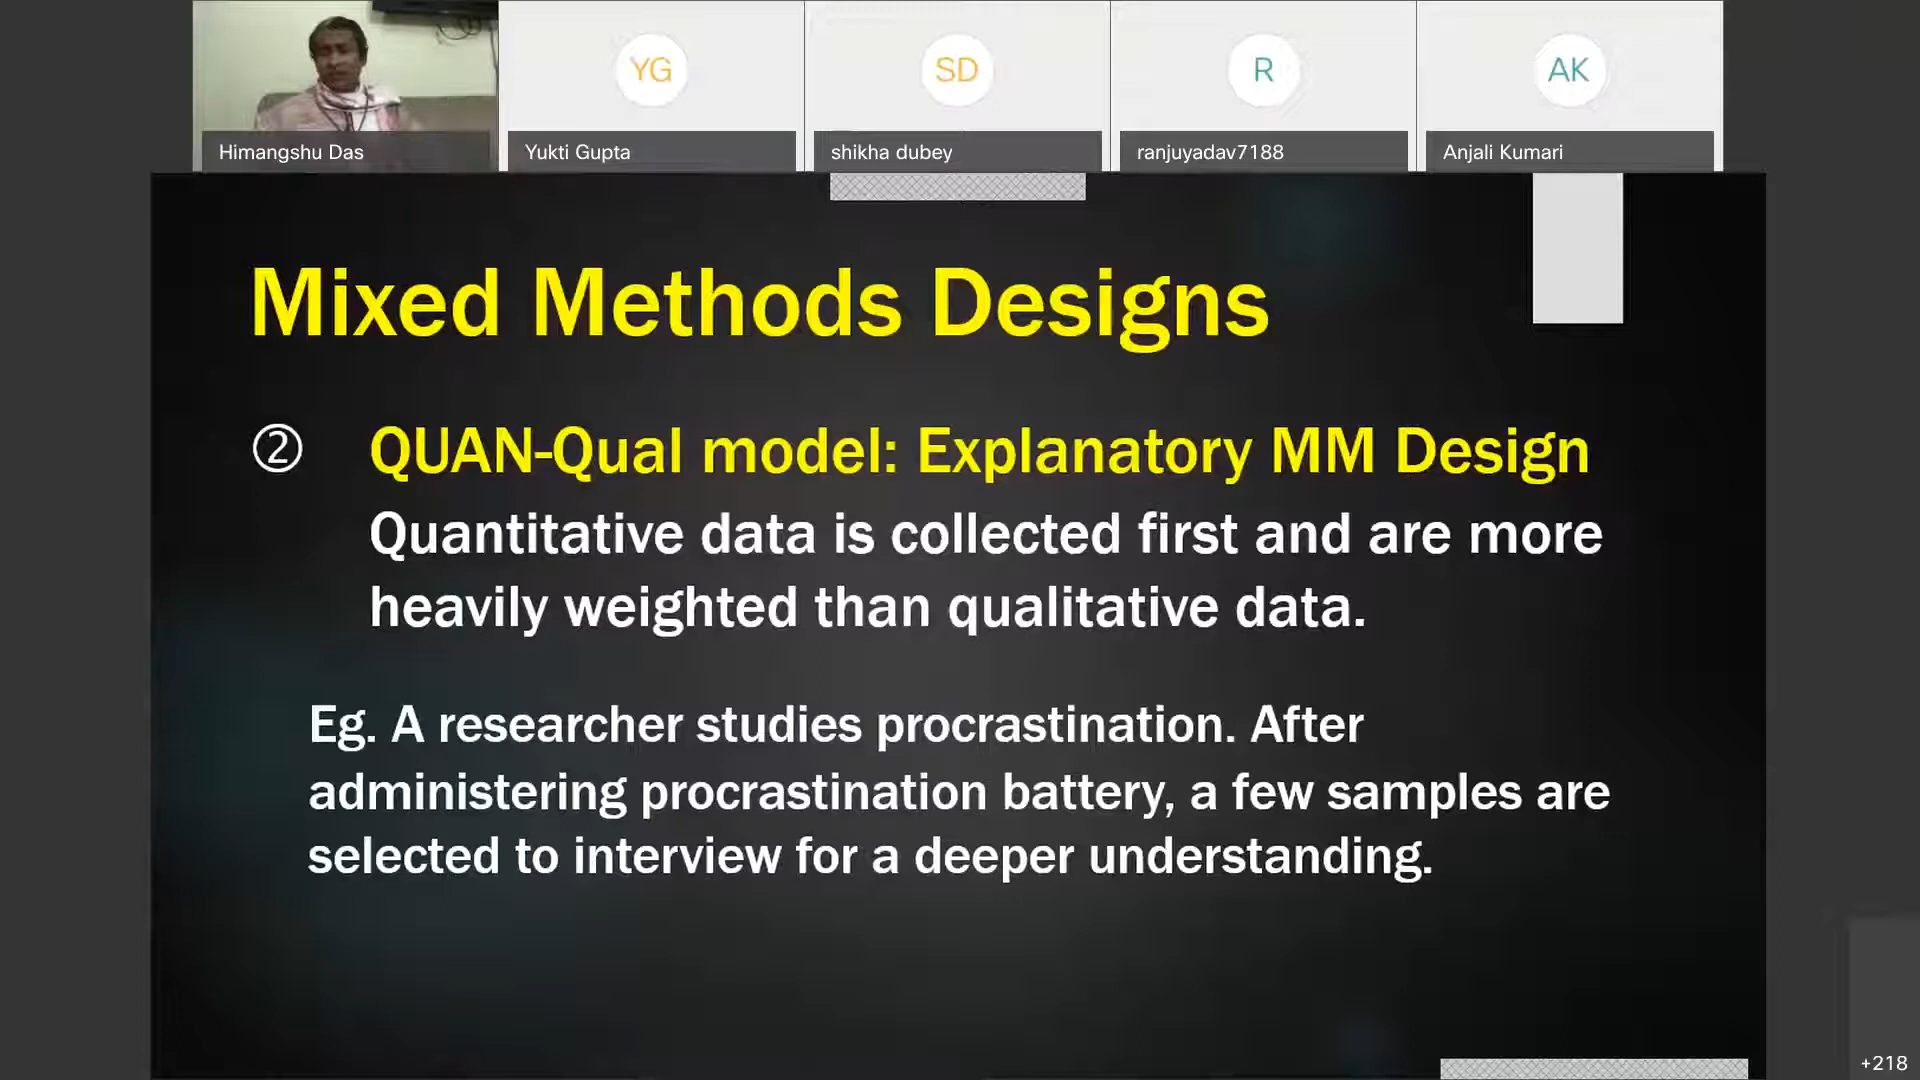 YG
SD
R
AK
Himangshu Das
Yukti Gupta
shikha dubey
ranjuyadav7188
Anjali Kumari
Mixed Methods Designs
② QUAN-Qual model: Explanatory MM Design
Quantitative data is collected first and are more
heavily weighted than qualitative data.
Eg. A researcher studies procrastination. After
administering procrastination battery, a few samples are
selected to interview for a deeper understanding.
+218